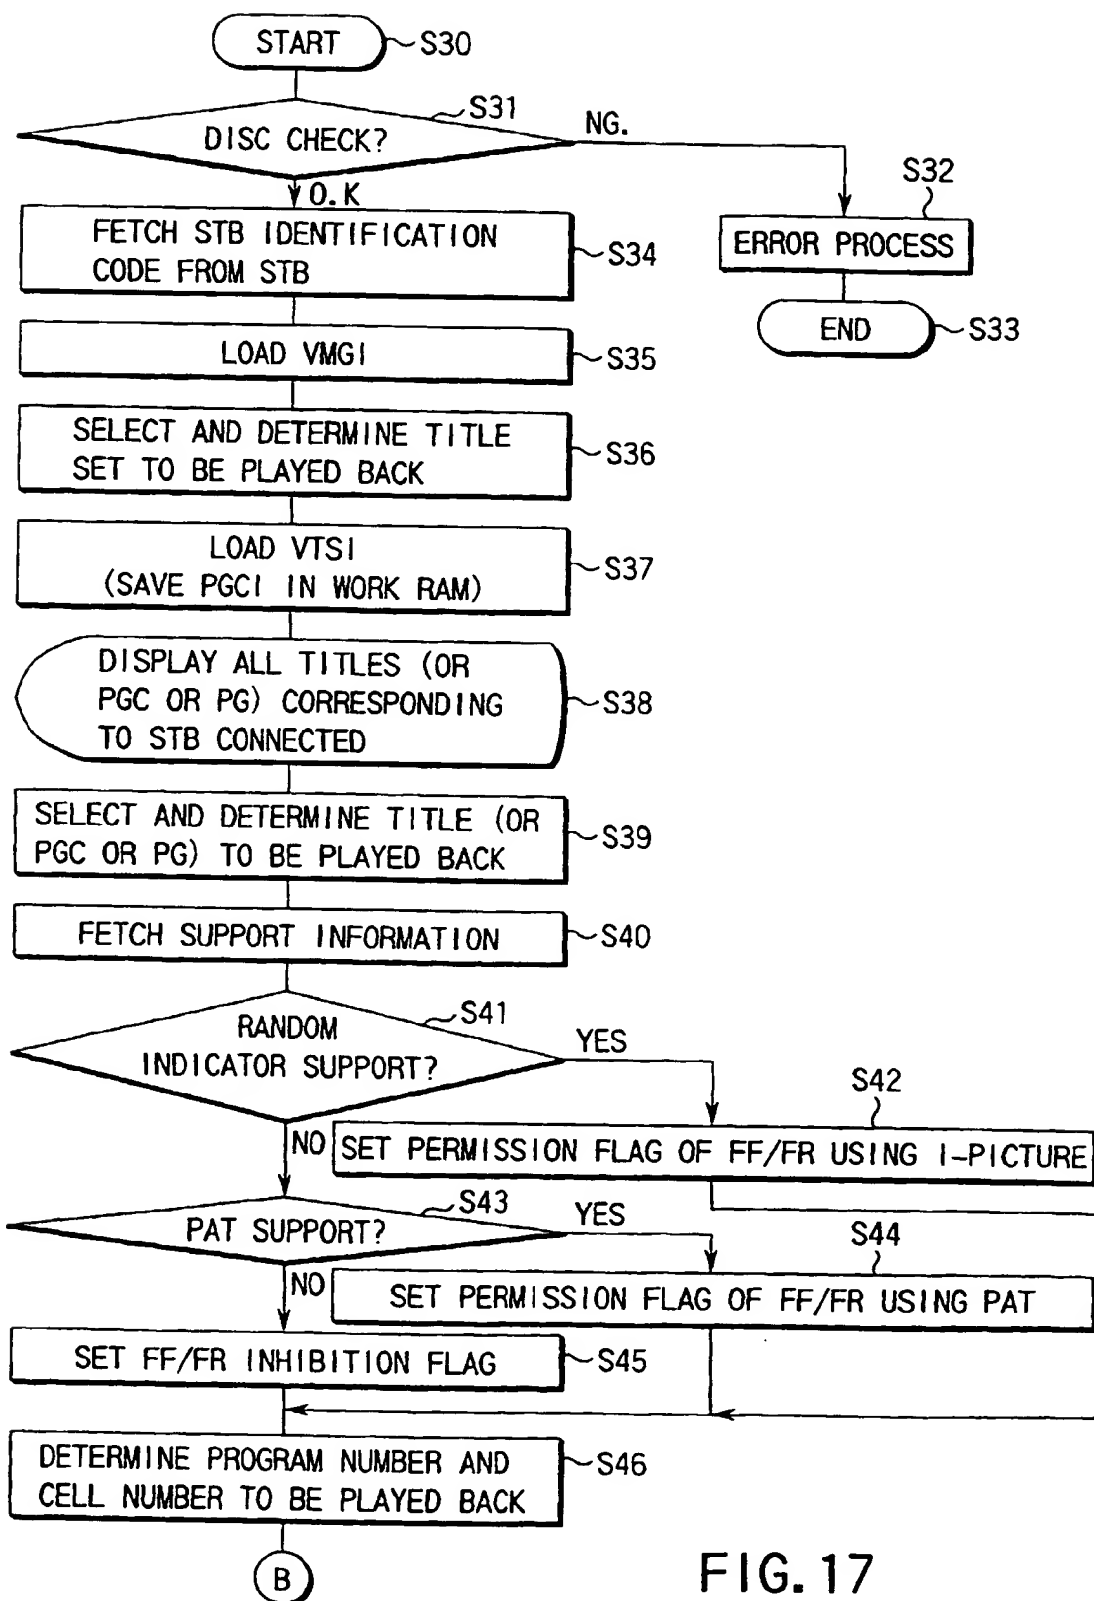 START
S30
S31
DISC CHECK?
NG.
O.K
S32
FETCH STB IDENTIFICATION
CODE FROM STB
S34
ERROR PROCESS
END
S33
LOAD VMGI
S35
SELECT AND DETERMINE TITLE
SET TO BE PLAYED BACK
S36
LOAD VTSI
(SAVE PGCI IN WORK RAM)
S37
DISPLAY ALL TITLES (OR
PGC OR PG) CORRESPONDING
TO STB CONNECTED
S38
SELECT AND DETERMINE TITLE (OR
PGC OR PG) TO BE PLAYED BACK
S39
FETCH SUPPORT INFORMATION
S40
S41
RANDOM
INDICATOR SUPPORT?
YES
S42
NO
SET PERMISSION FLAG OF FF/FR USING I-PICTURE
S43
PAT SUPPORT?
YES
S44
NO
SET PERMISSION FLAG OF FF/FR USING PAT
SET FF/FR INHIBITION FLAG
S45
DETERMINE PROGRAM NUMBER AND
CELL NUMBER TO BE PLAYED BACK
S46
B
FIG. 17